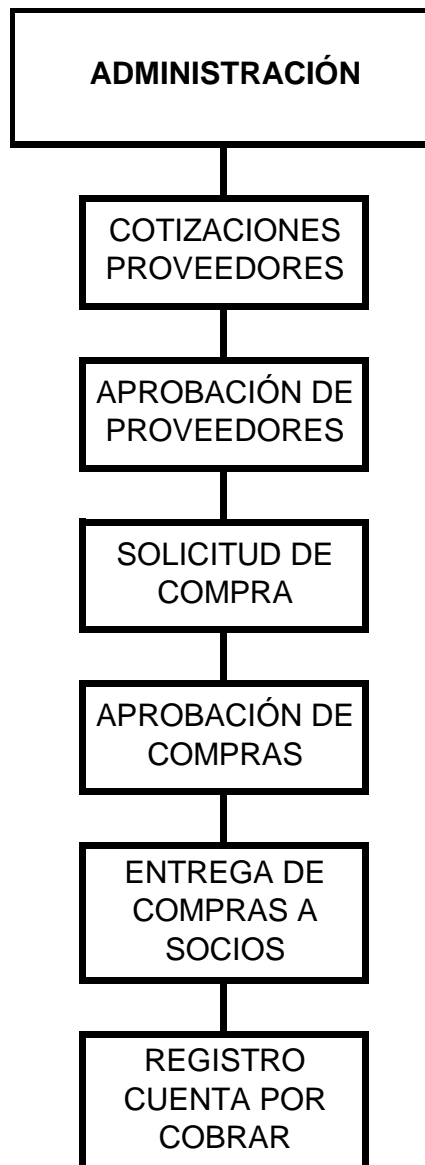 ADMINISTRACIÓN
COTIZACIONES
PROVEEDORES
APROBACIÓN DE
PROVEEDORES
SOLICITUD DE
COMPRA
APROBACIÓN DE
COMPRAS
ENTREGA DE
COMPRAS A
SOCIOS
REGISTRO
CUENTA POR
COBRAR